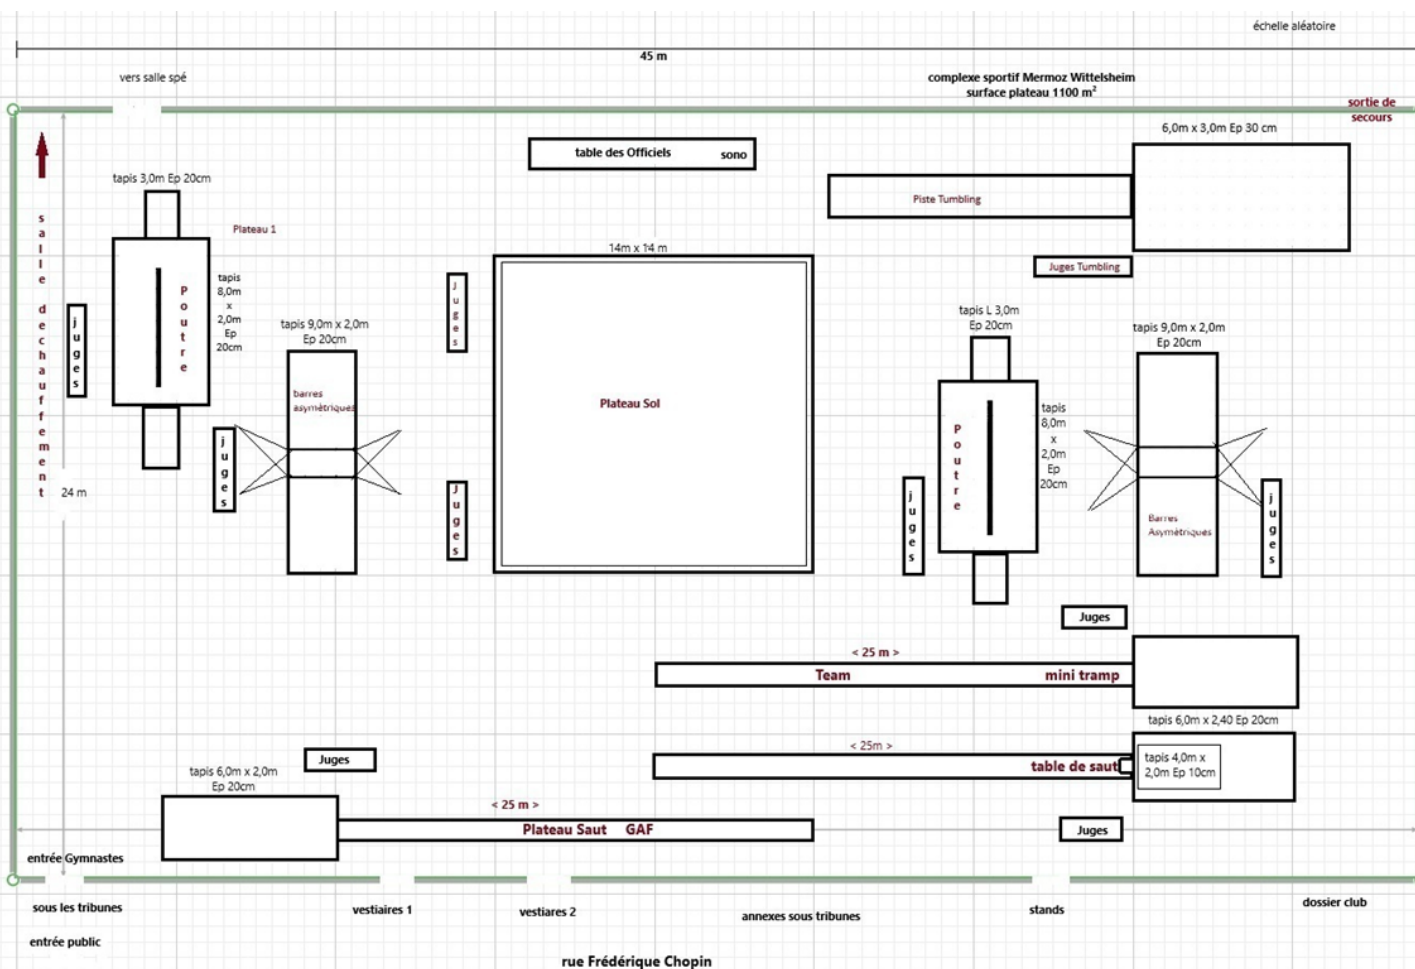 échelle aléatoire
45 m
vers salle spé
complexe sportif Mermoz Wittelsheim
surface plateau 1100 m²
sortie de
secours
6,0m x 3,0m Ep 30 cm
table des Officiels sono
tapis 3,0m Ep 20cm
Piste Tumbling
Plateau 1
salle dechauffement
14m x 14 m
Juges Tumbling
tapis
8,0m
x
2,0m
Ep
20cm
Poutre
juges
Juges
tapis 9,0m x 2,0m
Ep 20cm
tapis L 3,0m
Ep 20cm
tapis 9,0m x 2,0m
Ep 20cm
barres
asymètriques
Plateau Sol
tapis
8,0m
x
2,0m
Ep
20cm
Poutre
juges
24 m
Juges
juges
juges
Barres
Asymètriques
Juges
< 25 m >
Team mini tramp
tapis 6,0m x 2,40 Ep 20cm
< 25m >
table de saut
tapis 4,0m x
2,0m Ep 10cm
Juges
tapis 6,0m x 2,0m
Ep 20cm
< 25 m >
Plateau Saut GAF
Juges
entrée Gymnastes
sous les tribunes
vestiaires 1
vestiares 2
annexes sous tribunes
stands
dossier club
entrée public
rue Frédérique Chopin